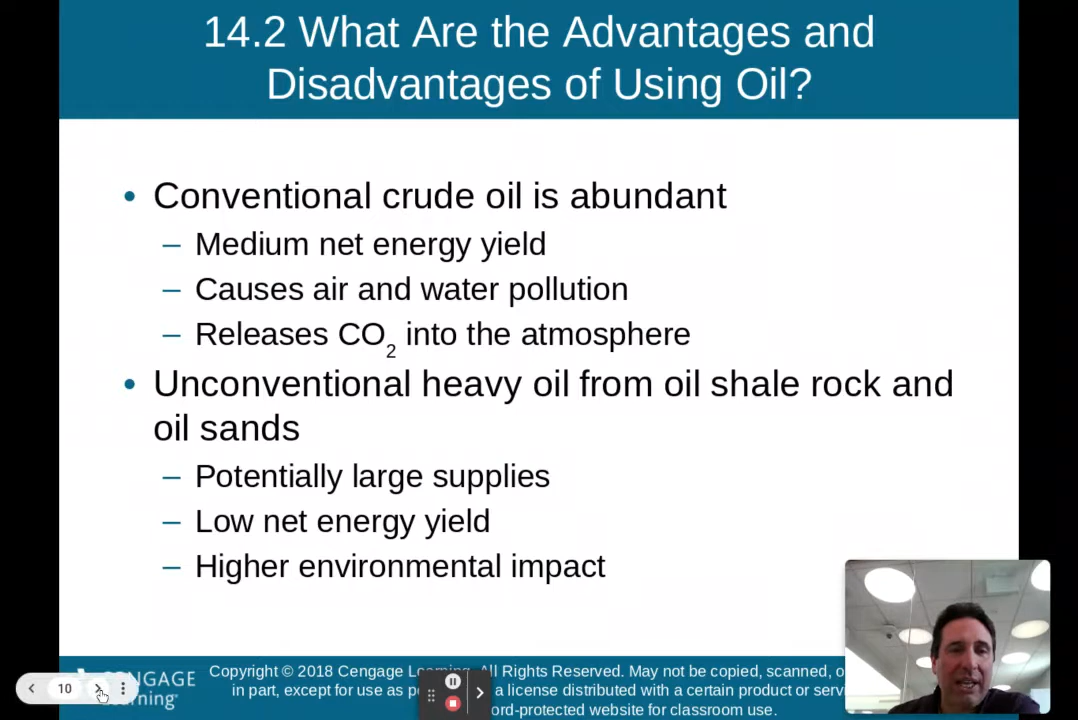 14.2 What Are the Advantages and
Disadvantages of Using Oil?
• Conventional crude oil is abundant
– Medium net energy yield
– Causes air and water pollution
– Releases CO₂ into the atmosphere
• Unconventional heavy oil from oil shale rock and
oil sands
– Potentially large supplies
– Low net energy yield
– Higher environmental impact
CENGAGE
Learning
Copyright © 2018 Cengage Learning. All Rights Reserved. May not be copied, scanned, o
in part, except for use as pe a license distributed with a certain product or servi
ord-protected website for classroom use.
10